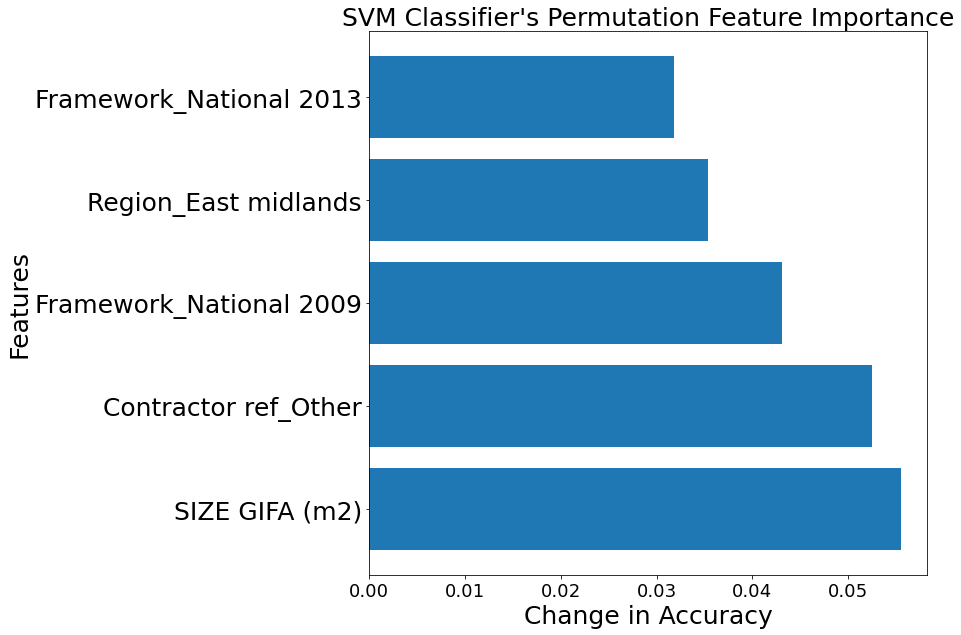 SVM Classifier's Permutation Feature Importance
Framework_National 2013
Region_East midlands
Framework_National 2009
Contractor ref_Other
SIZE GIFA (m2)
Features
0.00 0.01 0.02 0.03 0.04 0.05
Change in Accuracy